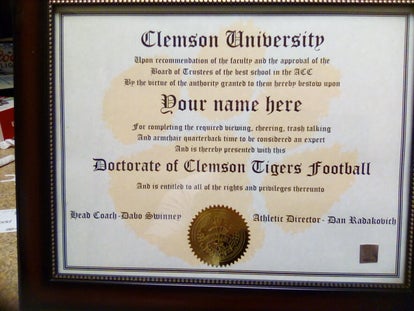 Clemson University
Upon recommendation of the faculty and the approval of the
Board of Trustees of the best school in the ACC
By the virtue of the authority granted to them hereby bestow upon
Your name here
For completing the required viewing, cheering, trash talking
And armchair quarterback time to be considered an expert
And is hereby presented with this
Doctorate of Clemson Tigers Football
And is entitled to all of the rights and privileges thereunto
Head Coach-Dabo Swinney
Athletic Director - Dan Radakovich